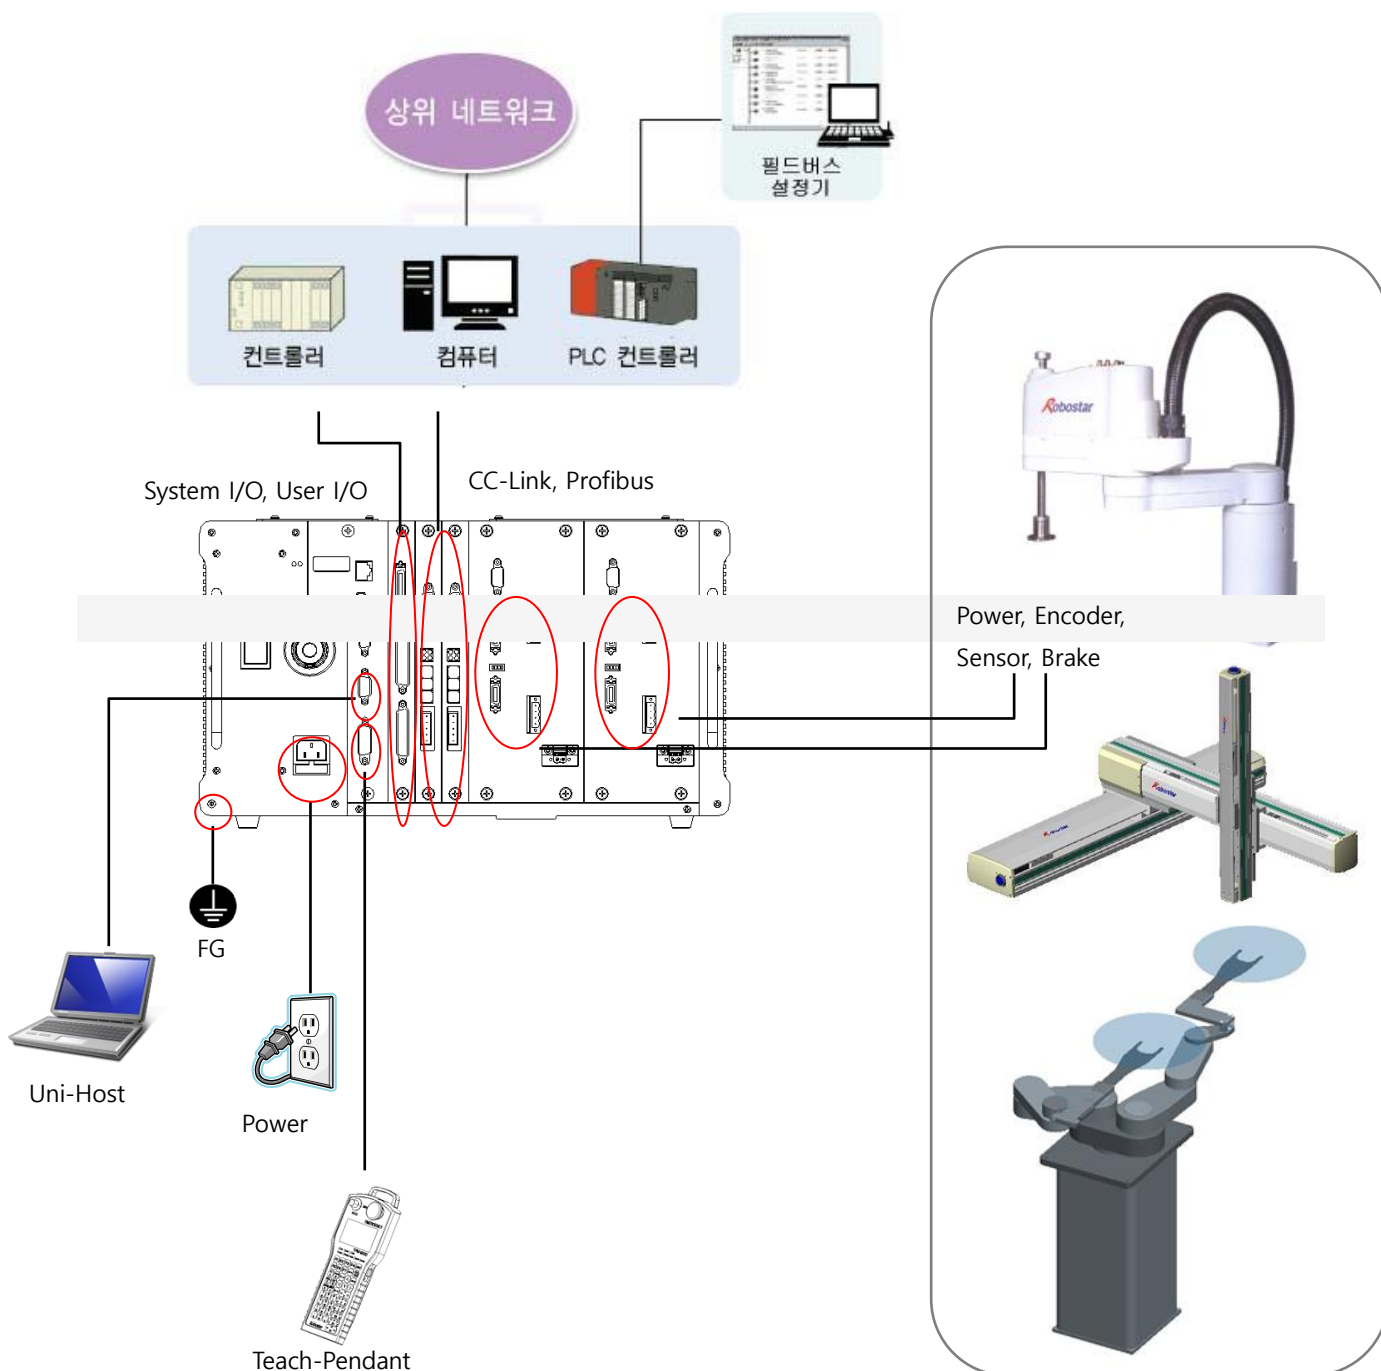 상위 네트워크
필드버스
설정기
컨트롤러
컴퓨터
PLC 컨트롤러
Robostar
System I/O, User I/O
CC-Link, Profibus
Power, Encoder,
Sensor, Brake
Robostar
Robostar
FG
Uni-Host
Power
Teach-Pendant